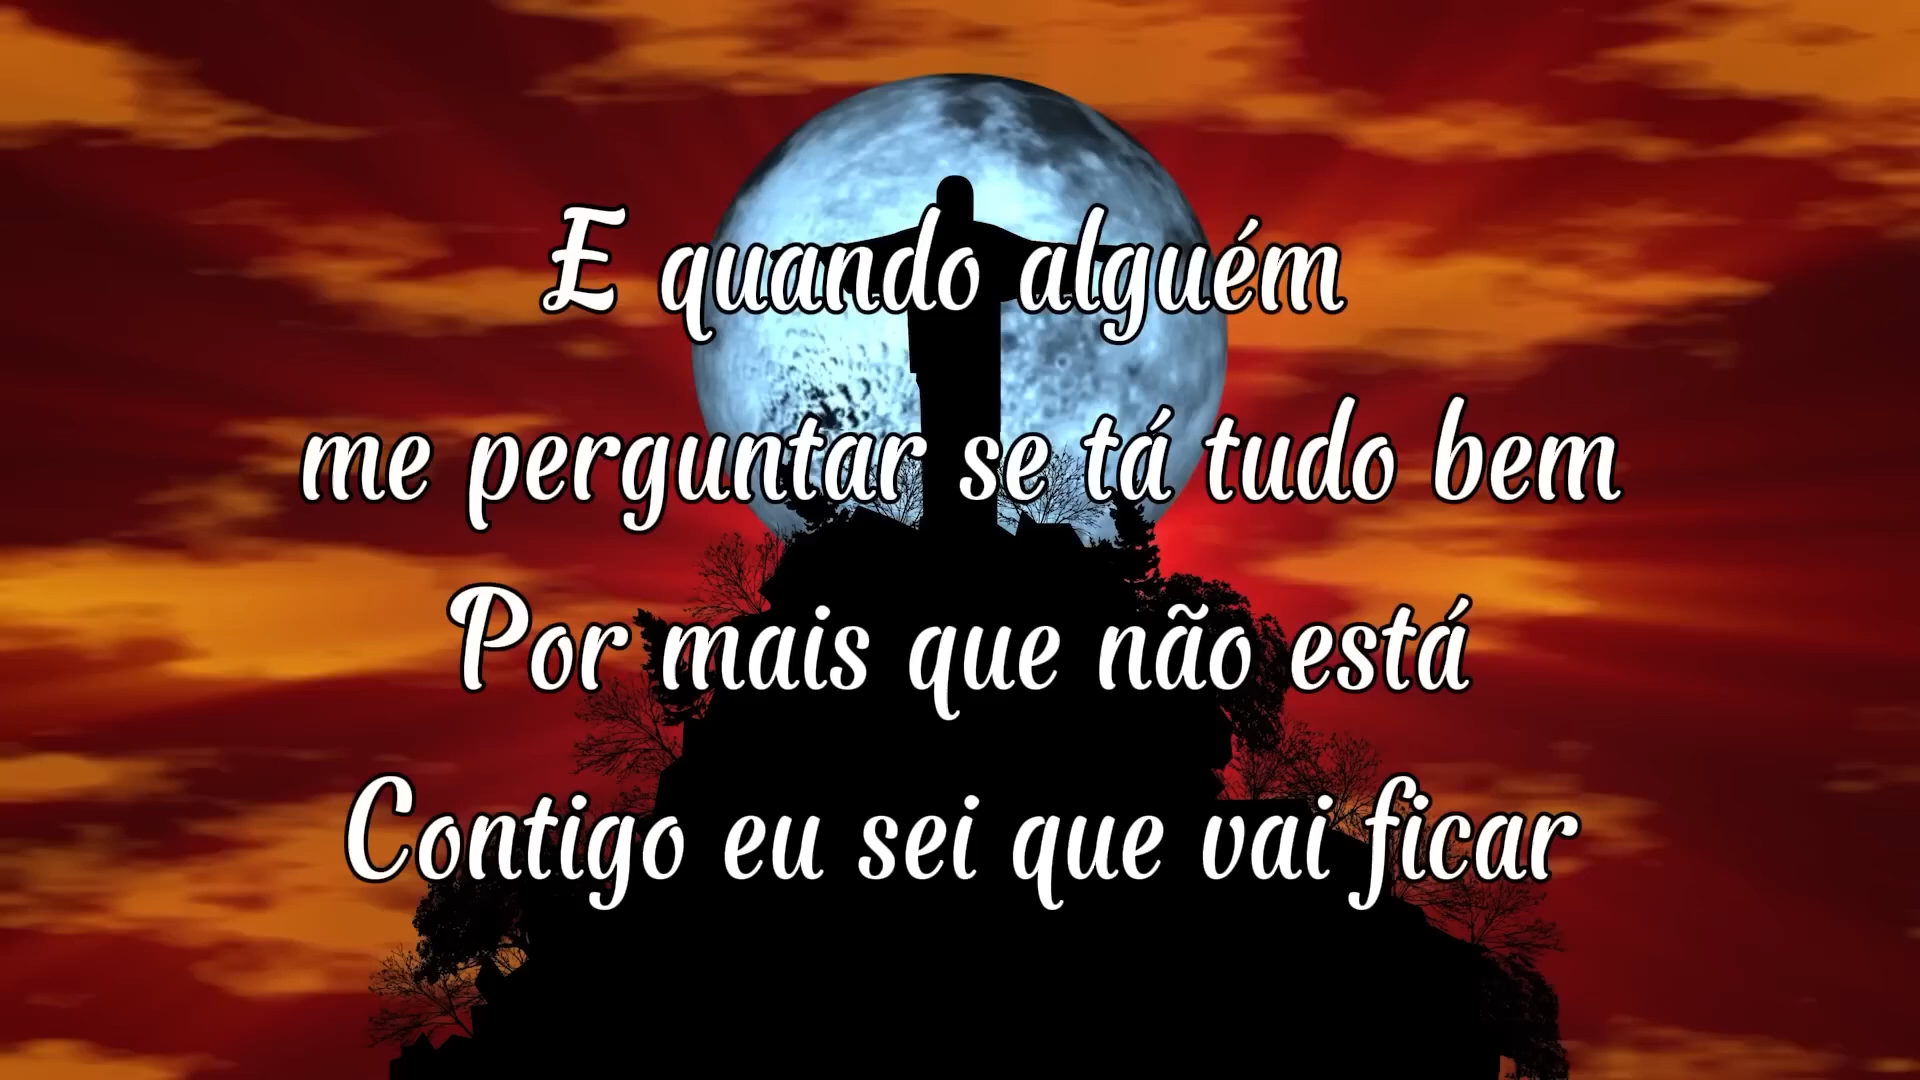 E quando alguém
me perguntar se tá tudo bem
Por mais que não está
Contigo eu sei que vai ficar